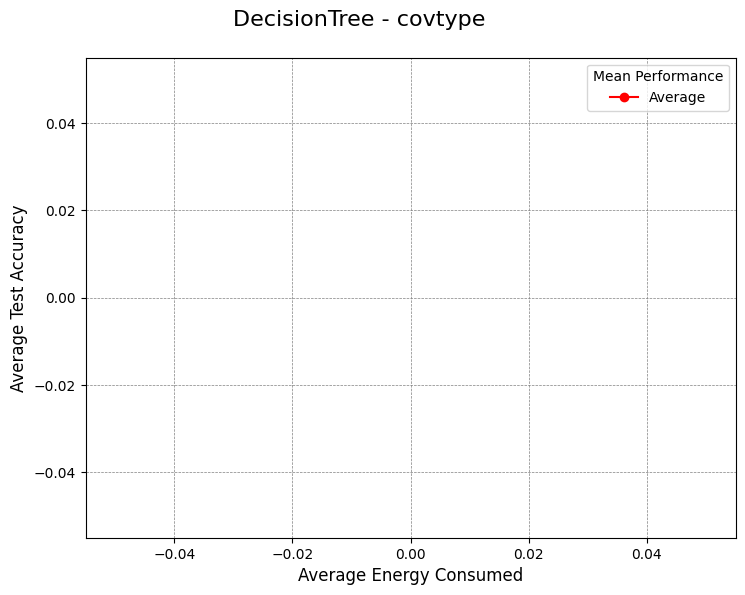 DecisionTree - covtype
Mean Performance
Average
Average Test Accuracy
0.04
0.02
0.00
−0.02
−0.04
−0.04
−0.02
0.00
0.02
0.04
Average Energy Consumed